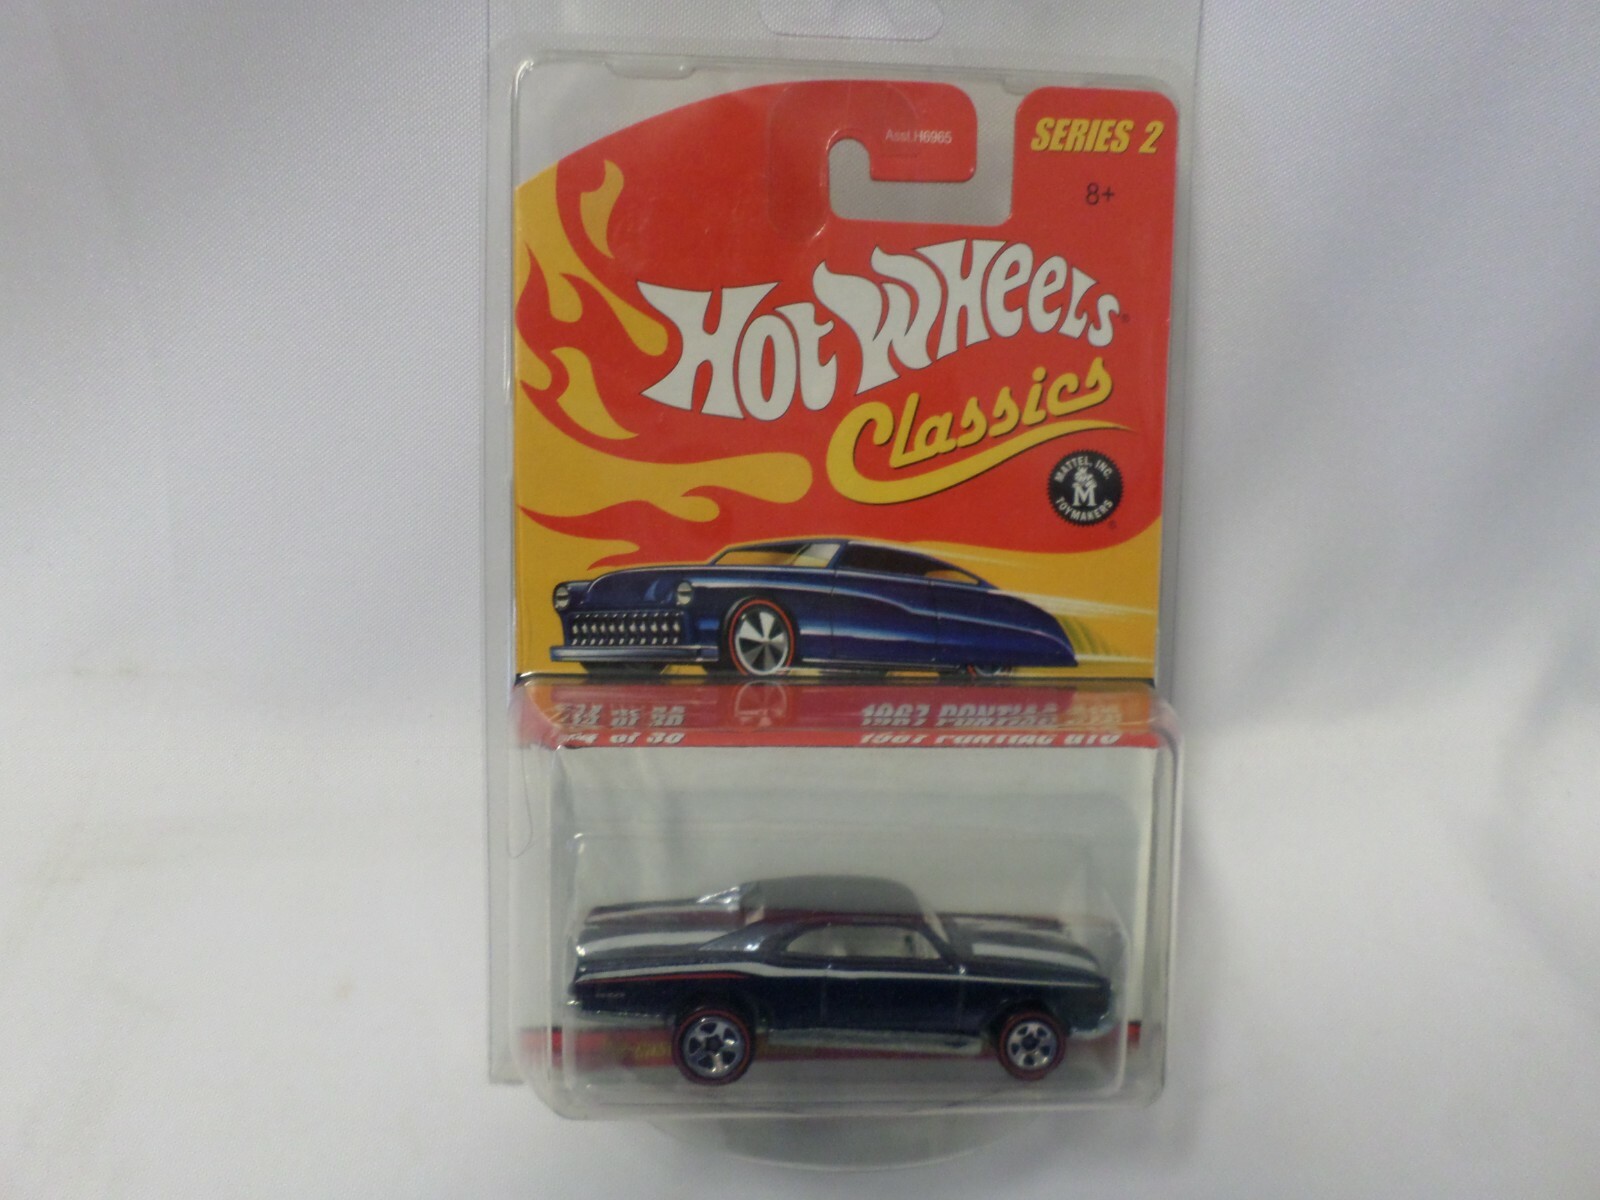 Asst.H6965
SERIES 2
8+
Hot Wheels®
Classics
MATTEL, INC.
M
TOYMAKERS
of 30
1967 PONTIAC GTO